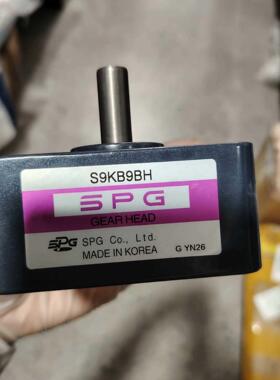 S9KB9BH
SPG
GEAR HEAD
SPG SPG Co., Ltd.
MADE IN KOREA G YN26